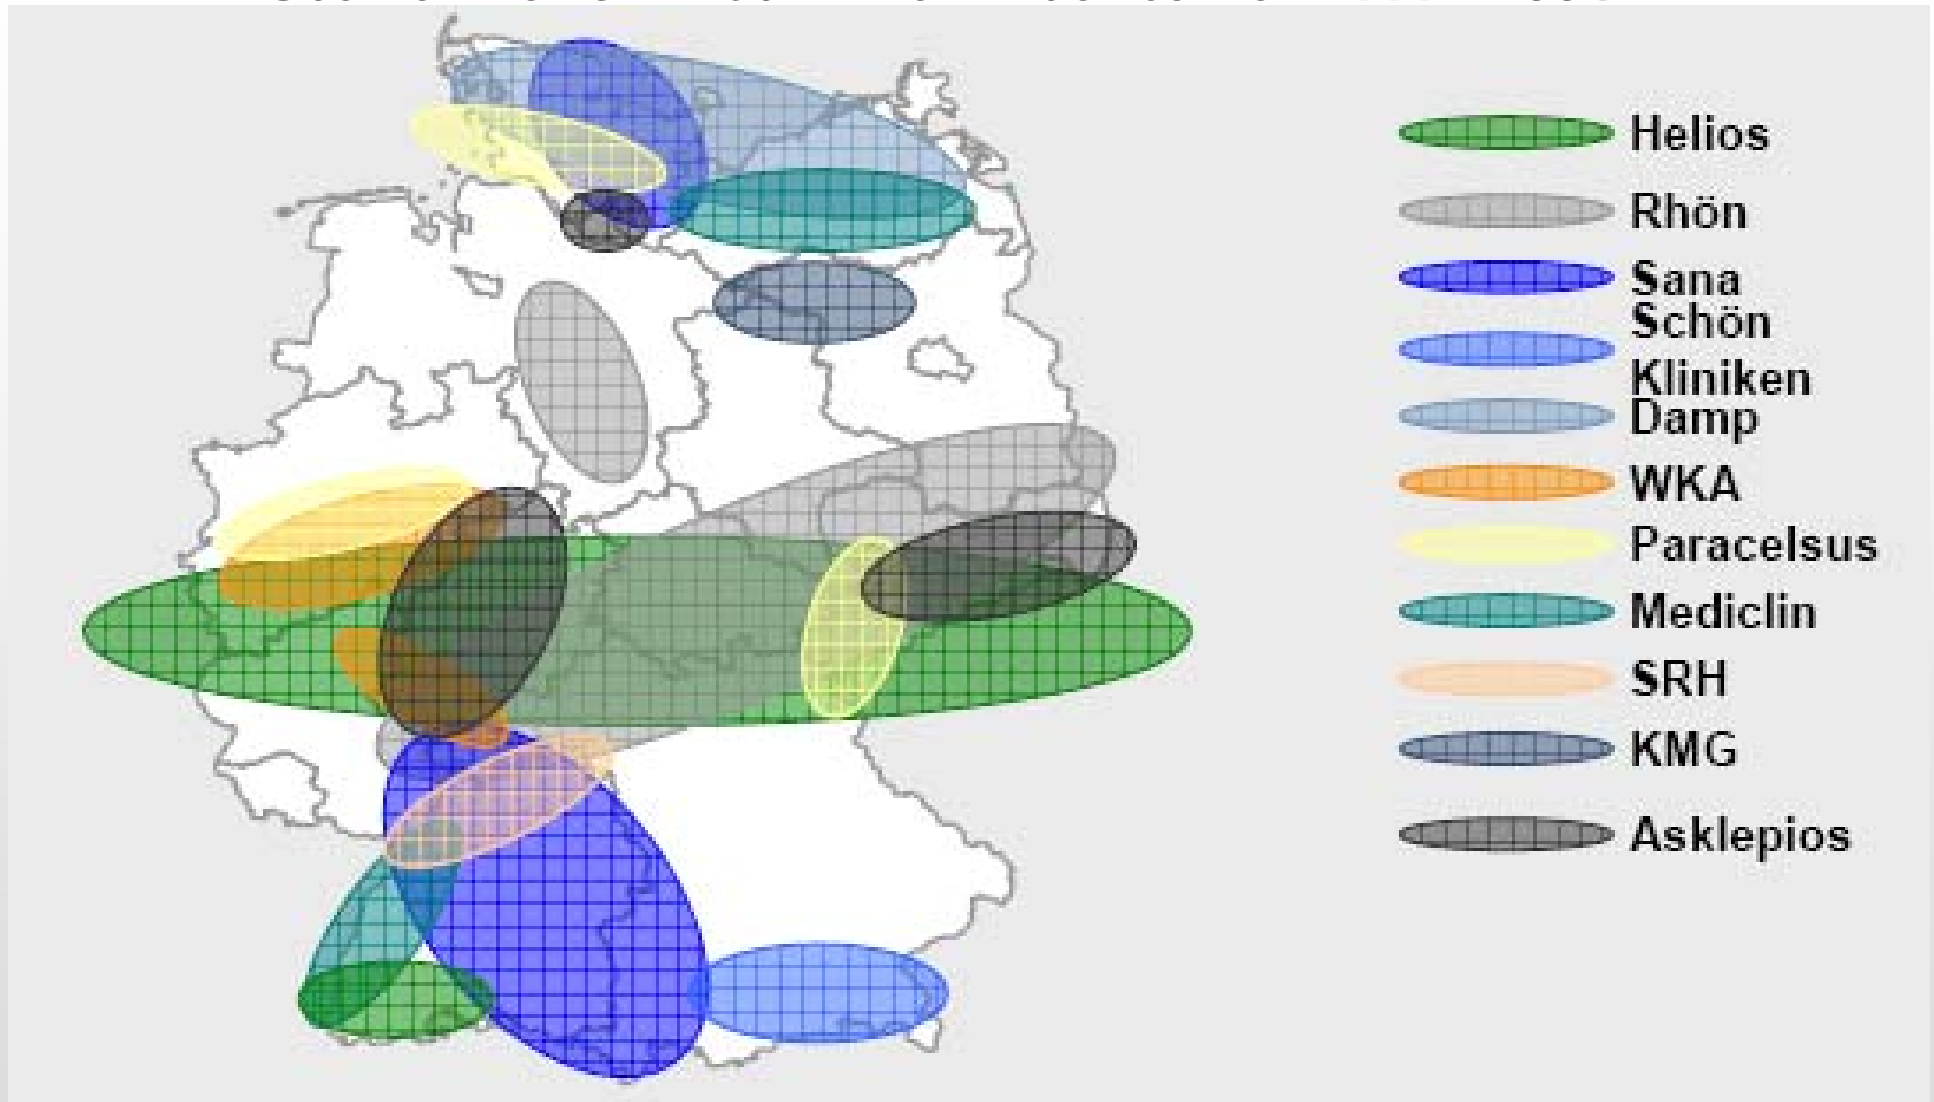 Helios
Rhön
Sana
Schön
Kliniken
Damp
WKA
Paracelsus
Mediclin
SRH
KMG
Asklepios